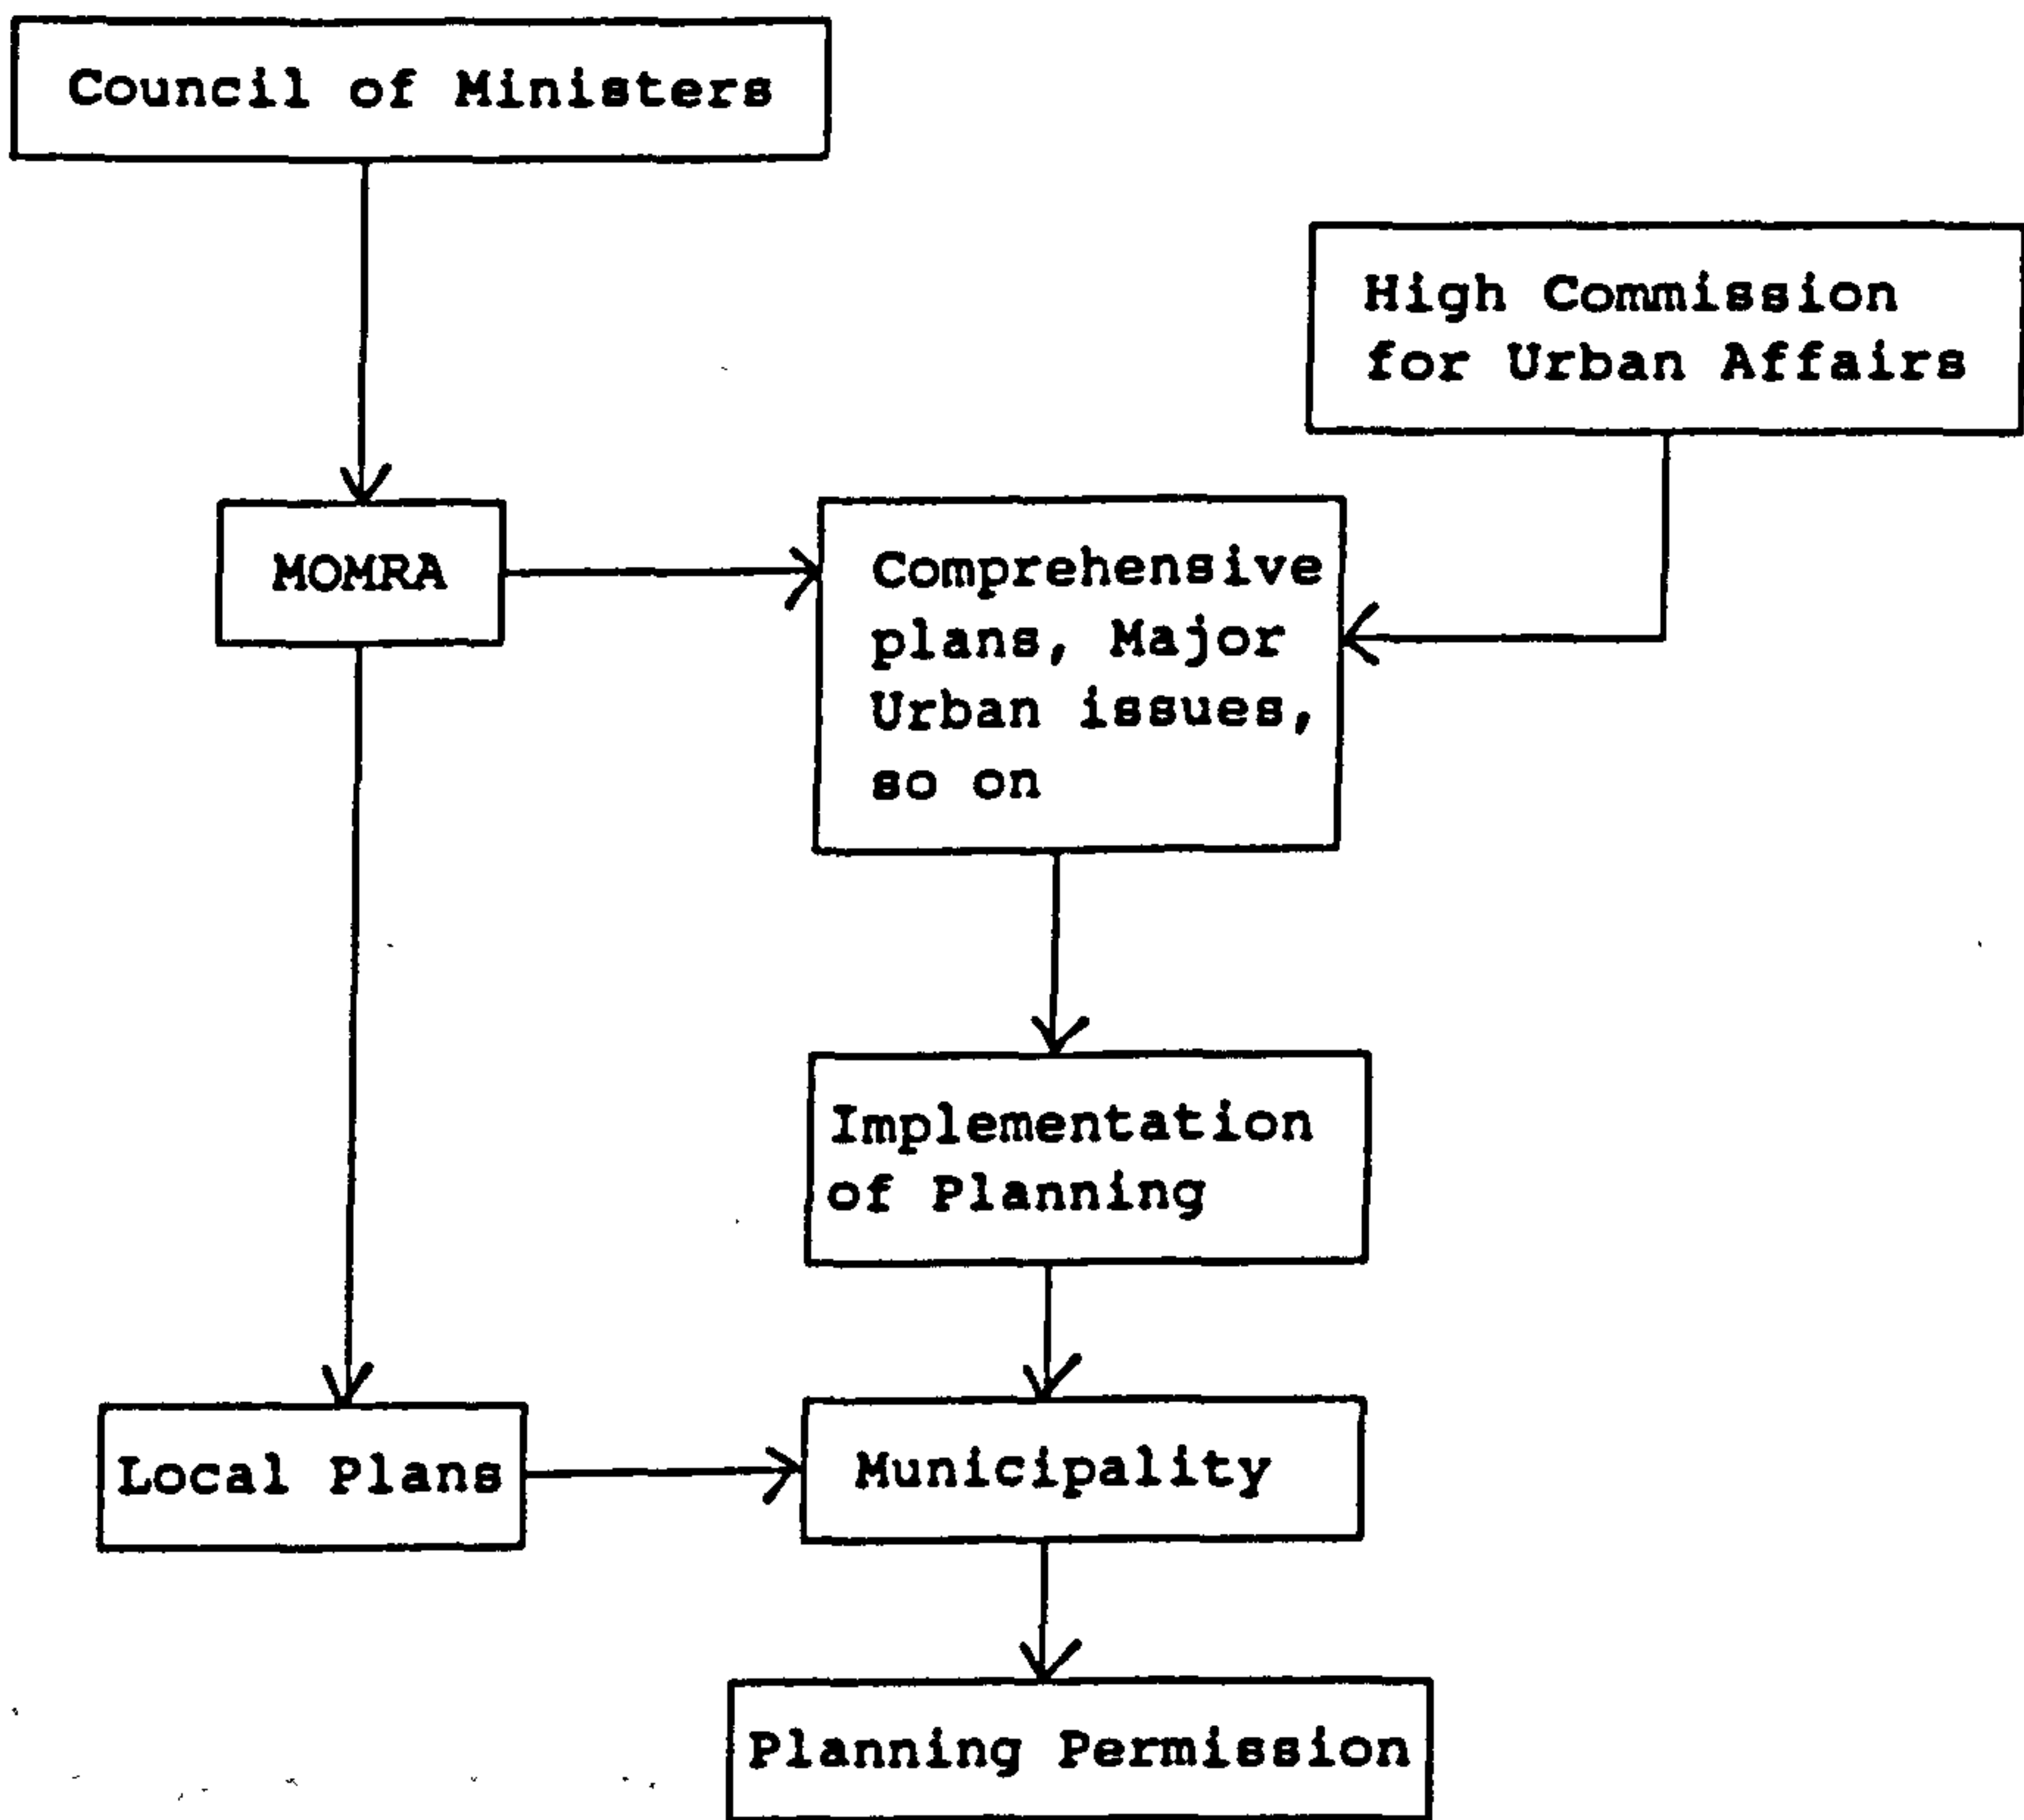 Council of Ministers
High Commission
for Urban Affairs
MOMRA
Comprehensive
plans, Major
Urban issues,
so on
Implementation
of Planning
Local Plans
Municipality
Planning Permission